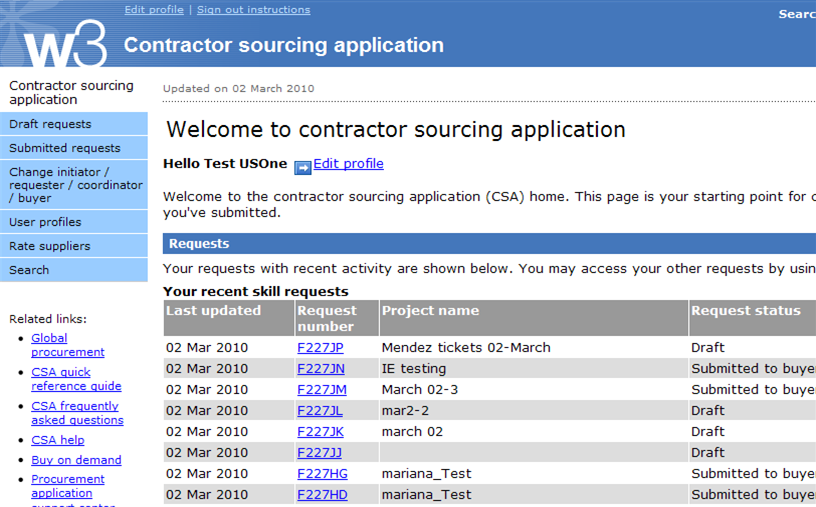 Edit profile | Sign out instructions
Searc
w3 Contractor sourcing application
Contractor sourcing
application
Draft requests
Submitted requests
Change initiator /
requester / coordinator
/ buyer
User profiles
Rate suppliers
Search
Related links:
Global
procurement
CSA quick
reference guide
CSA frequently
asked questions
CSA help
Buy on demand
Procurement
application
support center
Updated on 02 March 2010
Welcome to contractor sourcing application
Hello Test USOne Edit profile
Welcome to the contractor sourcing application (CSA) home. This page is your starting point for
you've submitted.
Requests
Your requests with recent activity are shown below. You may access your other requests by usin
Your recent skill requests
Last updated Request number Project name Request status
02 Mar 2010 F227JP Mendez tickets 02-March Draft
02 Mar 2010 F227JN IE testing Submitted to buye
02 Mar 2010 F227JM March 02-3 Submitted to buye
02 Mar 2010 F227JL mar2-2 Draft
02 Mar 2010 F227JK march 02 Draft
02 Mar 2010 F227JJ Draft
02 Mar 2010 F227HG mariana_Test Submitted to buye
02 Mar 2010 F227HD mariana_Test Submitted to buye